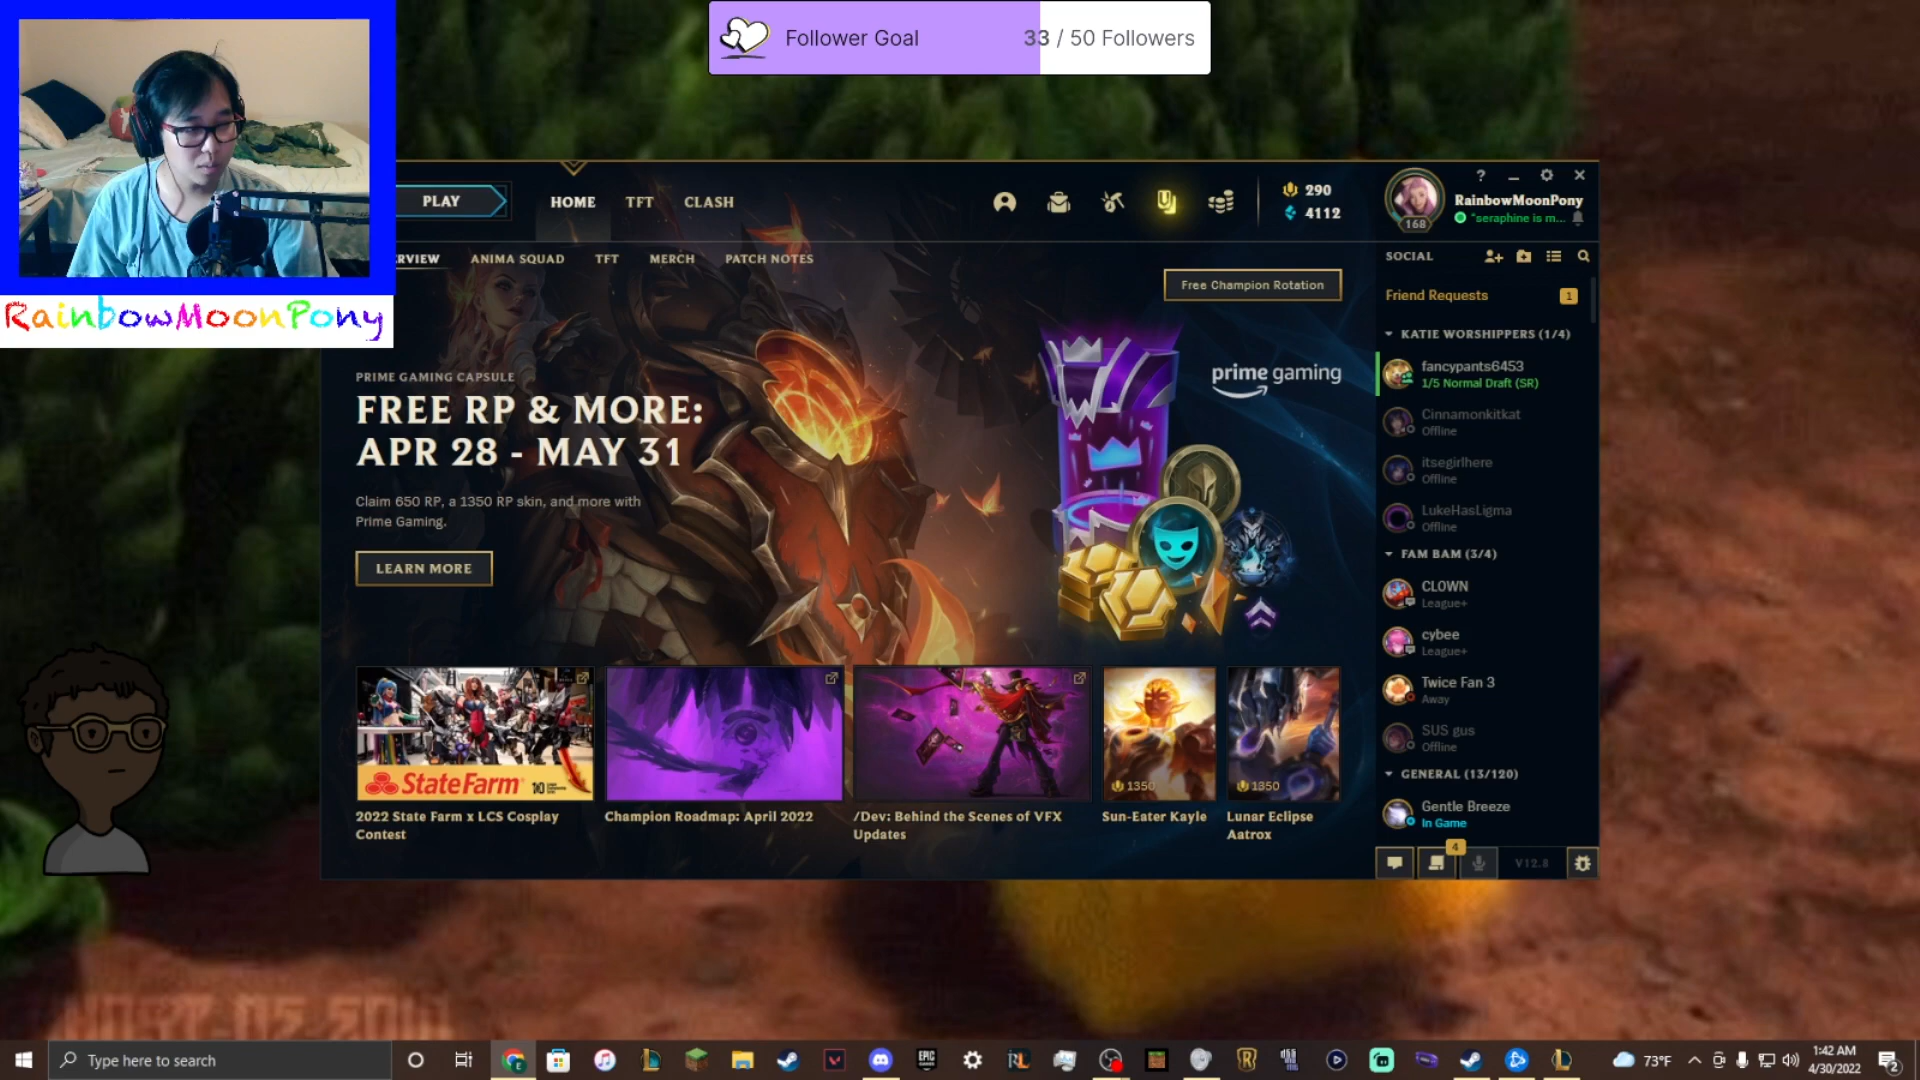 Follower Goal 33 / 50 Followers
RainbowMoonPony
PLAY HOME TFT CLASH
290
4112
168
RainbowMoonPony
"seraphine is m...
RVIEW ANIMA SQUAD TFT MERCH PATCH NOTES
Free Champion Rotation
PRIME GAMING CAPSULE
FREE RP & MORE:
APR 28 - MAY 31
Claim 650 RP, a 1350 RP skin, and more with
Prime Gaming.
LEARN MORE
prime gaming
StateFarm
2022 State Farm x LCS Cosplay
Contest
Champion Roadmap: April 2022
/Dev: Behind the Scenes of VFX
Updates
1350
Sun-Eater Kayle
1350
Lunar Eclipse
Aatrox
SOCIAL
Friend Requests 1
KATIE WORSHIPPERS (1/4)
fancypants6453
1/5 Normal Draft (SR)
Cinnamonkitkat
Offline
itsegirlhere
Offline
LukeHasLigma
Offline
FAM BAM (3/4)
CLOWN
League+
cybee
League+
Twice Fan 3
Away
SUS gus
Offline
GENERAL (13/120)
Gentle Breeze
In Game
4
V12.8
Type here to search
EPIC
73°F
1:42 AM
4/30/2022
2